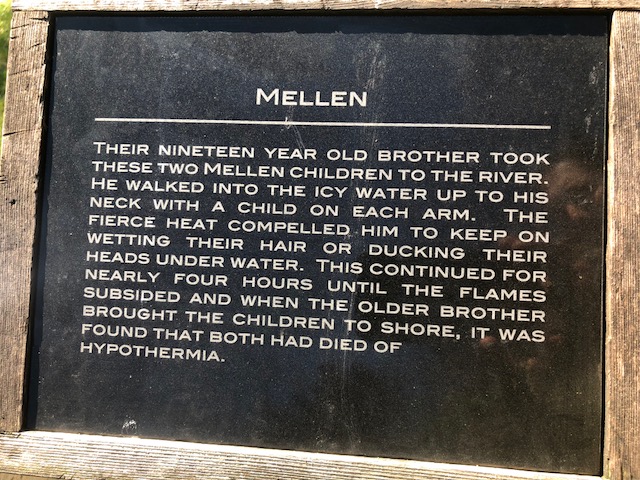 MELLEN
THEIR NINETEEN YEAR OLD BROTHER TOOK
THESE TWO MELLEN CHILDREN TO THE RIVER.
HE WALKED INTO THE ICY WATER UP TO HIS
NECK WITH A CHILD ON EACH ARM. THE
FIERCE HEAT COMPELLED HIM TO KEEP ON
WETTING THEIR HAIR OR DUCKING THEIR
HEADS UNDER WATER. THIS CONTINUED FOR
NEARLY FOUR HOURS UNTIL THE FLAMES
SUBSIDED AND WHEN THE OLDER BROTHER
BROUGHT THE CHILDREN TO SHORE, IT WAS
FOUND THAT BOTH HAD DIED OF
HYPOTHERMIA.